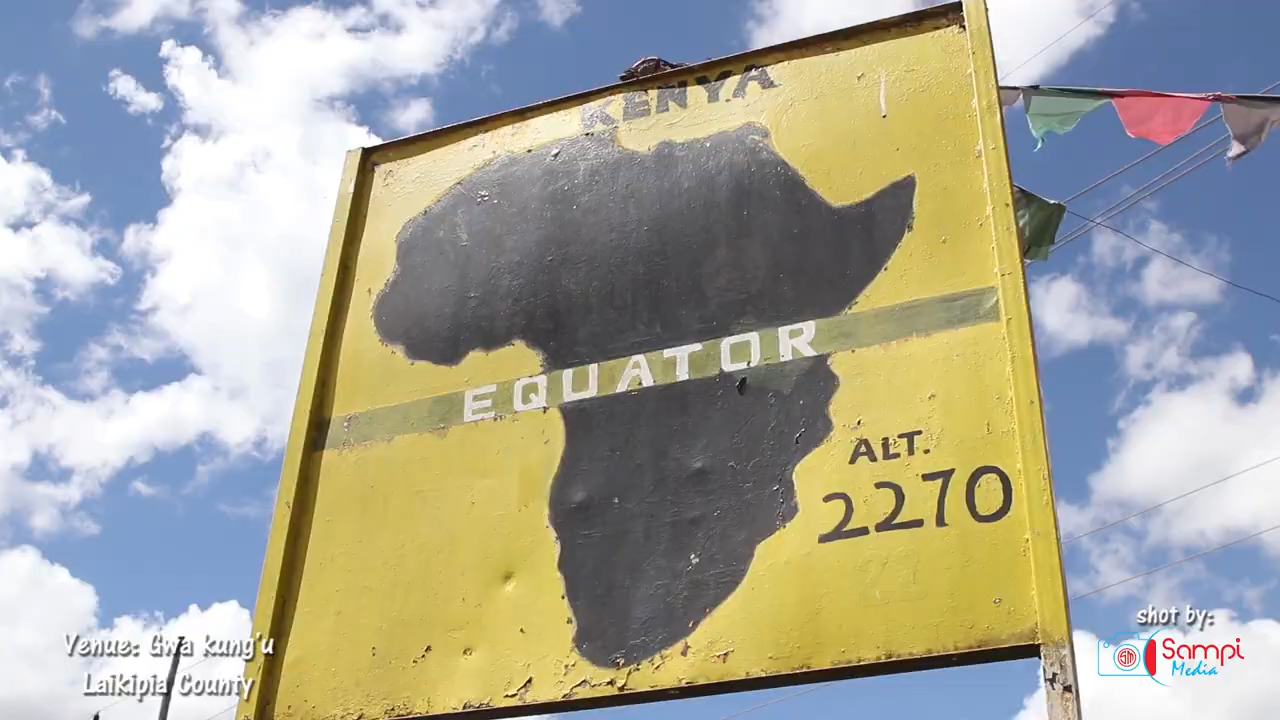 KENYA
EQUATOR
ALT.
2270
Venue: Gwa kung'u
Laikipia County
shot by:
Sampi
Media